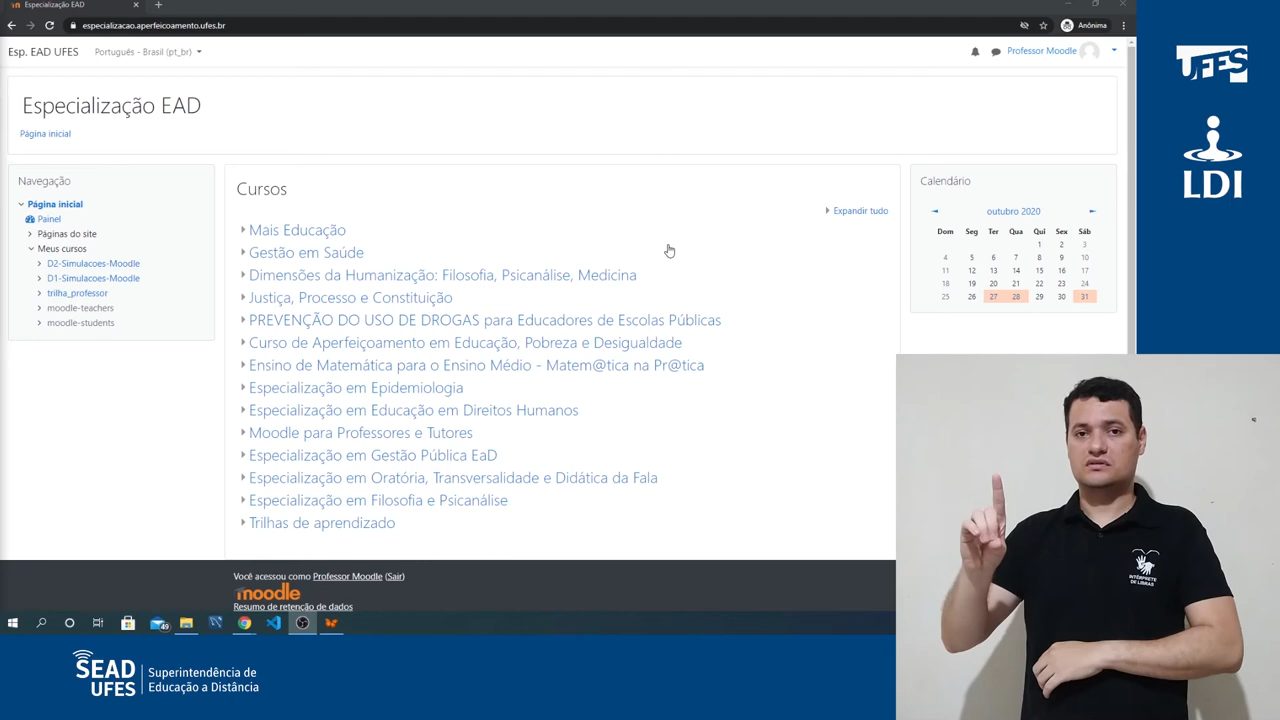 Especialização EAD
especializacao.aperfeicoamento.ufes.br
Anônima
Esp. EAD UFES
Português - Brasil (pt_br)
Professor Moodle
Especialização EAD
Página inicial
Navegação
Página inicial
Painel
Páginas do site
Meus cursos
D2-Simulacoes-Moodle
D1-Simulacoes-Moodle
trilha_professor
moodle-teachers
moodle-students
Cursos
Expandir tudo
Mais Educação
Gestão em Saúde
Dimensões da Humanização: Filosofia, Psicanálise, Medicina
Justiça, Processo e Constituição
PREVENÇÃO DO USO DE DROGAS para Educadores de Escolas Públicas
Curso de Aperfeiçoamento em Educação, Pobreza e Desigualdade
Ensino de Matemática para o Ensino Médio - Matem@tica na Pr@tica
Especialização em Epidemiologia
Especialização em Educação em Direitos Humanos
Moodle para Professores e Tutores
Especialização em Gestão Pública EaD
Especialização em Oratória, Transversalidade e Didática da Fala
Especialização em Filosofia e Psicanálise
Trilhas de aprendizado
Calendário
outubro 2020
Dom Seg Ter Qua Qui Sex Sáb
1 2 3
4 5 6 7 8 9 10
11 12 13 14 15 16 17
18 19 20 21 22 23 24
25 26 27 28 29 30 31
Você acessou como Professor Moodle (Sair)
moodle
Resumo de retenção de dados
49
UFES
LDI
INTÉRPRETE
DE LIBRAS
SEAD
UFES
Superintendência de
Educação a Distância